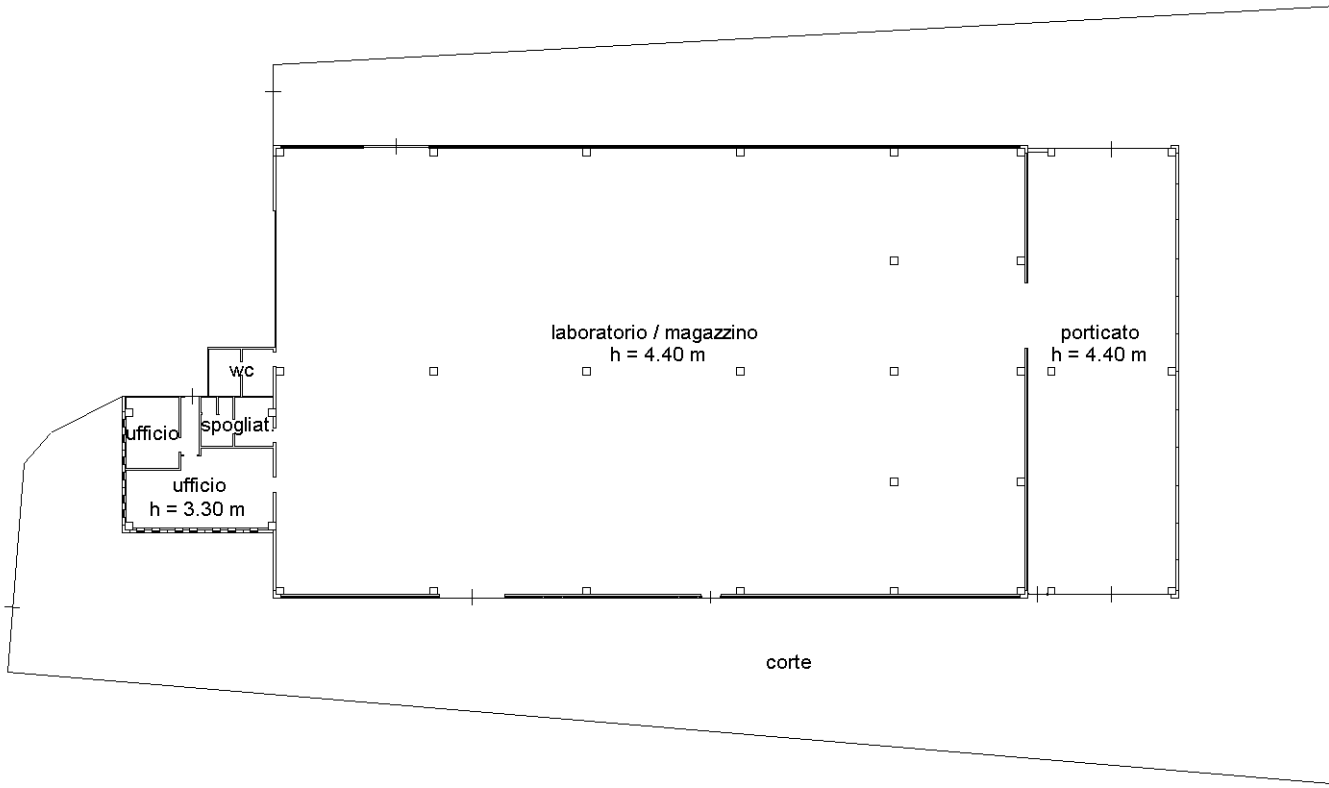 laboratorio / magazzino
h = 4.40 m
porticato
h = 4.40 m
wc
ufficio
spogliat.
ufficio
h = 3.30 m
corte